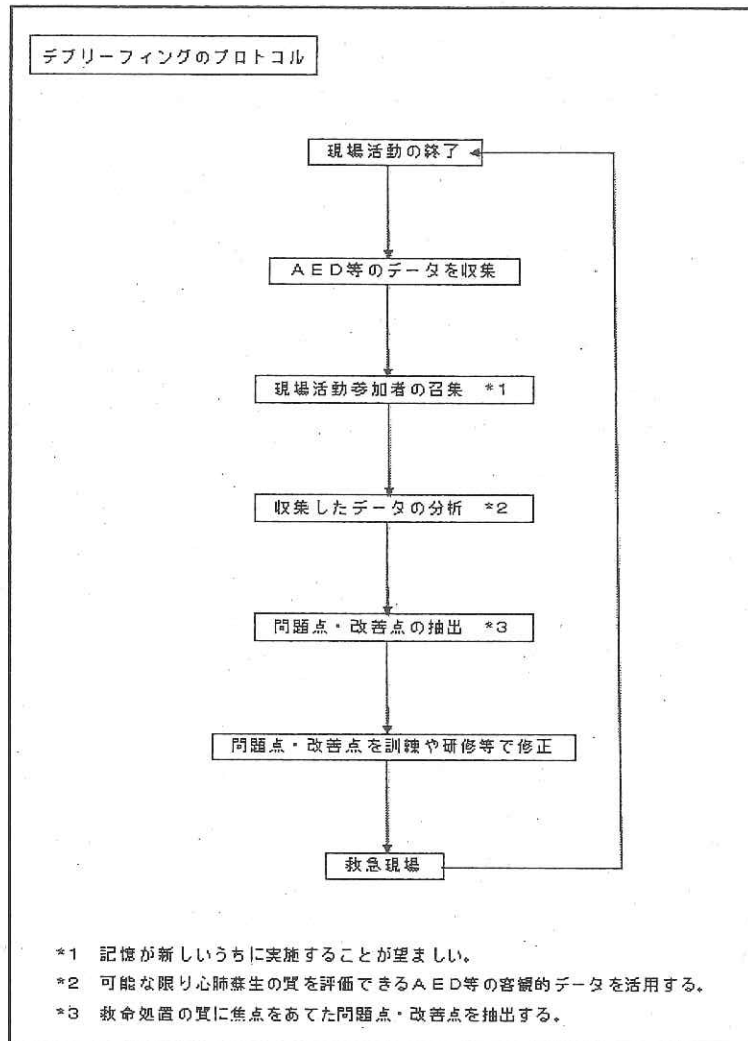 デブリーフィングのプロトコル
現場活動の終了
AED等のデータを収集
現場活動参加者の召集 *1
収集したデータの分析 *2
問題点・改善点の抽出 *3
問題点・改善点を訓練や研修等で修正
救急現場
*1 記憶が新しいうちに実施することが望ましい。
*2 可能な限り心肺蘇生の質を評価できるAED等の客観的データを活用する。
*3 救命処置の質に焦点をあてた問題点・改善点を抽出する。